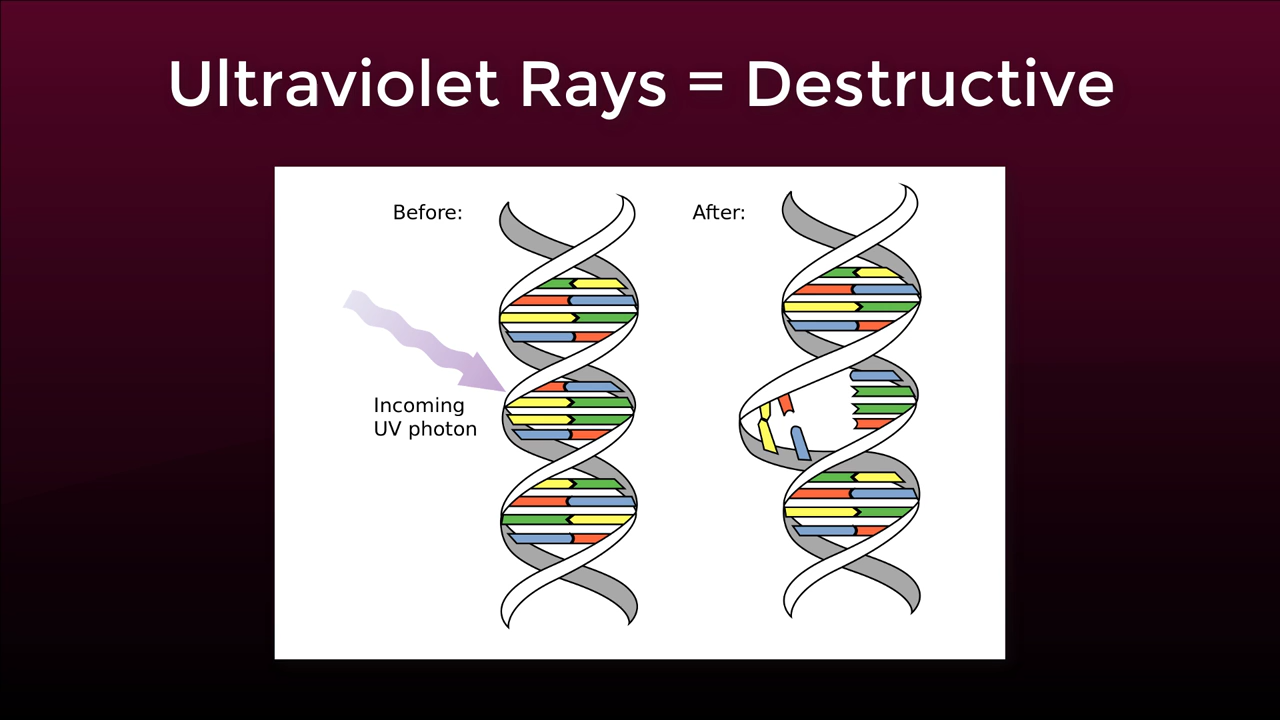 Ultraviolet Rays = Destructive
Before:
After:
Incoming
UV photon